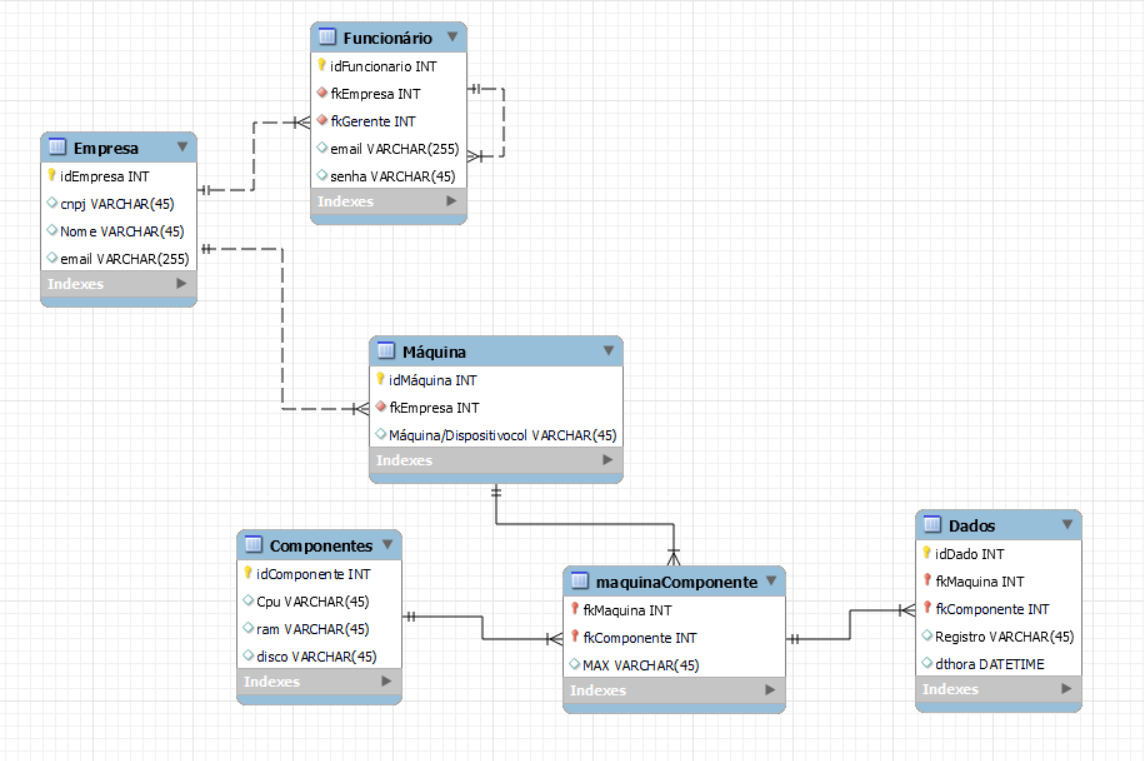 Funcionário
idFuncionario INT
fkEmpresa INT
fkGerente INT
email VARCHAR(255)
senha VARCHAR(45)
Indexes
Empresa
idEmpresa INT
cnpj VARCHAR(45)
Nome VARCHAR(45)
email VARCHAR(255)
Indexes
Máquina
idMáquina INT
fkEmpresa INT
Máquina/Dispositivocol VARCHAR(45)
Indexes
Componentes
idComponente INT
Cpu VARCHAR(45)
ram VARCHAR(45)
disco VARCHAR(45)
Indexes
maquinaComponente
fkMaquina INT
fkComponente INT
MAX VARCHAR(45)
Indexes
Dados
idDado INT
fkMaquina INT
fkComponente INT
Registro VARCHAR(45)
dthora DATETIME
Indexes